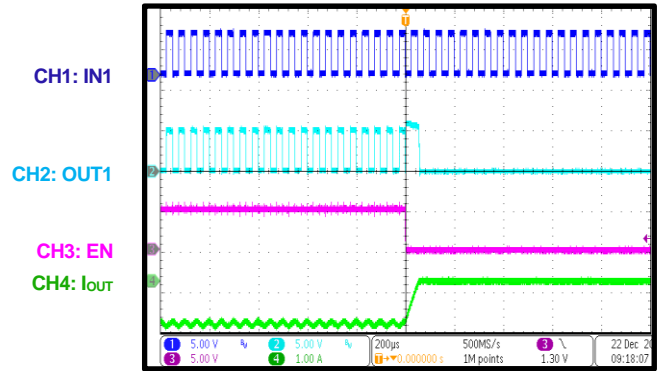 T
CH1: IN1
1
CH2: OUT1
2
CH3: EN
3
CH4: IOUT
4
1 5.00 V 2 5.00 V 200µs 500MS/s 3 22 Dec 20
3 5.00 V 4 1.00 A T→▼0.000000 s 1M points 1.30 V 09:18:07